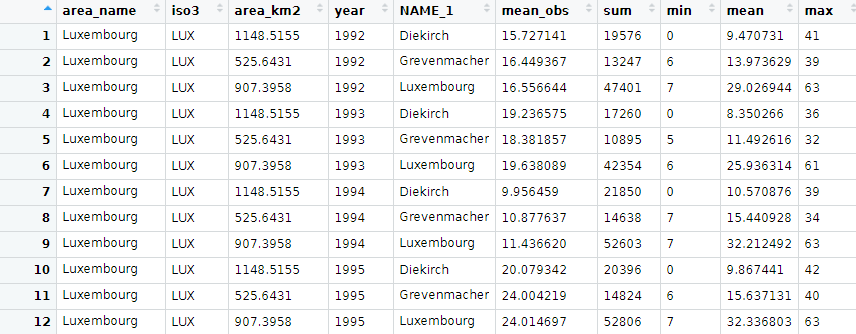 area_name iso3 area_km2 year NAME_1 mean_obs sum min mean max
1 Luxembourg LUX 1148.5155 1992 Diekirch 15.727141 19576 0 9.470731 41
2 Luxembourg LUX 525.6431 1992 Grevenmacher 16.449367 13247 6 13.973629 39
3 Luxembourg LUX 907.3958 1992 Luxembourg 16.556644 47401 7 29.026944 63
4 Luxembourg LUX 1148.5155 1993 Diekirch 19.236575 17260 0 8.350266 36
5 Luxembourg LUX 525.6431 1993 Grevenmacher 18.381857 10895 5 11.492616 32
6 Luxembourg LUX 907.3958 1993 Luxembourg 19.638089 42354 6 25.936314 61
7 Luxembourg LUX 1148.5155 1994 Diekirch 9.956459 21850 0 10.570876 39
8 Luxembourg LUX 525.6431 1994 Grevenmacher 10.877637 14638 7 15.440928 34
9 Luxembourg LUX 907.3958 1994 Luxembourg 11.436620 52603 7 32.212492 63
10 Luxembourg LUX 1148.5155 1995 Diekirch 20.079342 20396 0 9.867441 42
11 Luxembourg LUX 525.6431 1995 Grevenmacher 24.004219 14824 6 15.637131 40
12 Luxembourg LUX 907.3958 1995 Luxembourg 24.014697 52806 7 32.336803 63